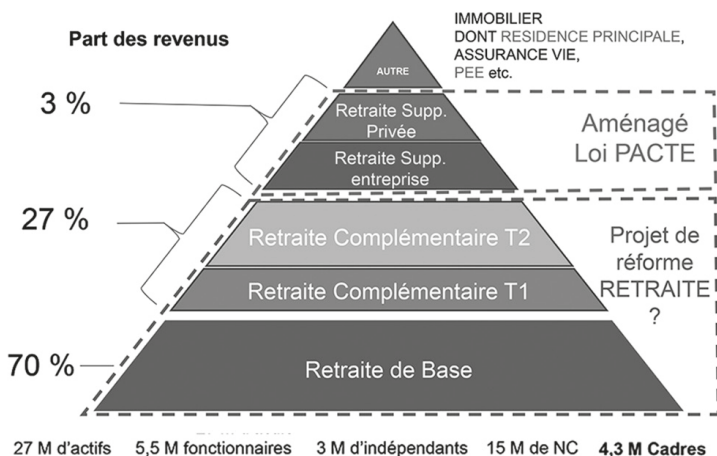 Part des revenus
IMMOBILIER
DONT RESIDENCE PRINCIPALE,
ASSURANCE VIE,
PEE etc.
AUTRE
3 %
Retraite Supp.
Privée
Retraite Supp.
entreprise
Aménagé
Loi PACTE
27 %
Retraite Complémentaire T2
Retraite Complémentaire T1
Projet de
réforme
RETRAITE
?
70 %
Retraite de Base
27 M d'actifs 5,5 M fonctionnaires 3 M d'indépendants 15 M de NC 4,3 M Cadres